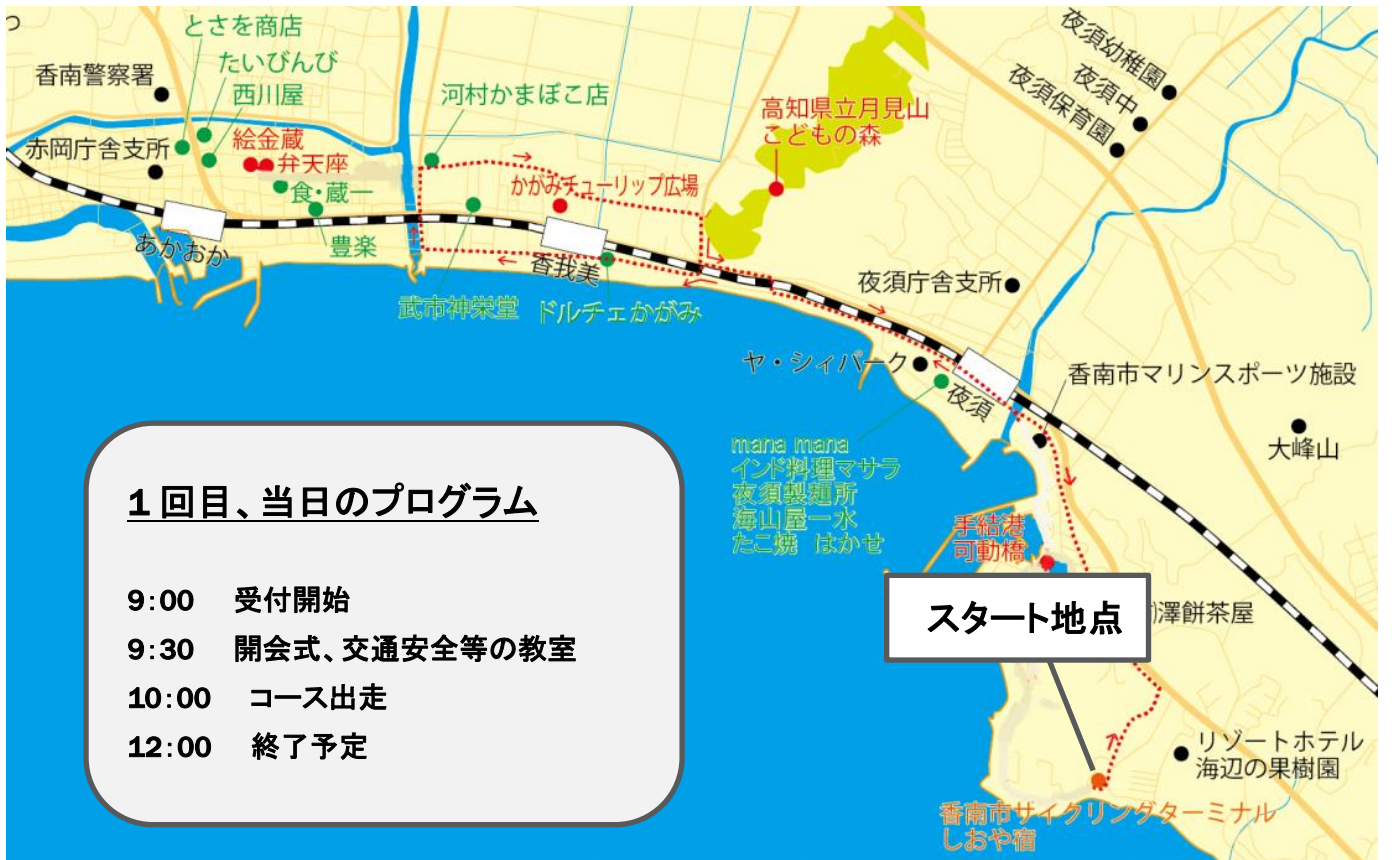 つ
とさを商店
たいびんび
香南警察署
西川屋
河村かまぼこ店
赤岡庁舎支所
絵金蔵
弁天座
食・蔵一
豊楽
あかおか
かがみチューリップ広場
高知県立月見山
こどもの森
夜須幼稚園
夜須中
夜須保育園
香我美
武市神栄堂
ドルチェかがみ
夜須庁舎支所
ヤ・シィパーク
夜須
香南市マリンスポーツ施設
大峰山
mana mana
インド料理マサラ
夜須製麺所
海山屋一水
たこ焼 はかせ
手結港
可動橋
スタート地点
澤餅茶屋
リゾートホテル
海辺の果樹園
香南市サイクリングターミナル
しおや宿
1回目、当日のプログラム
9:00 受付開始
9:30 開会式、交通安全等の教室
10:00 コース出走
12:00 終了予定